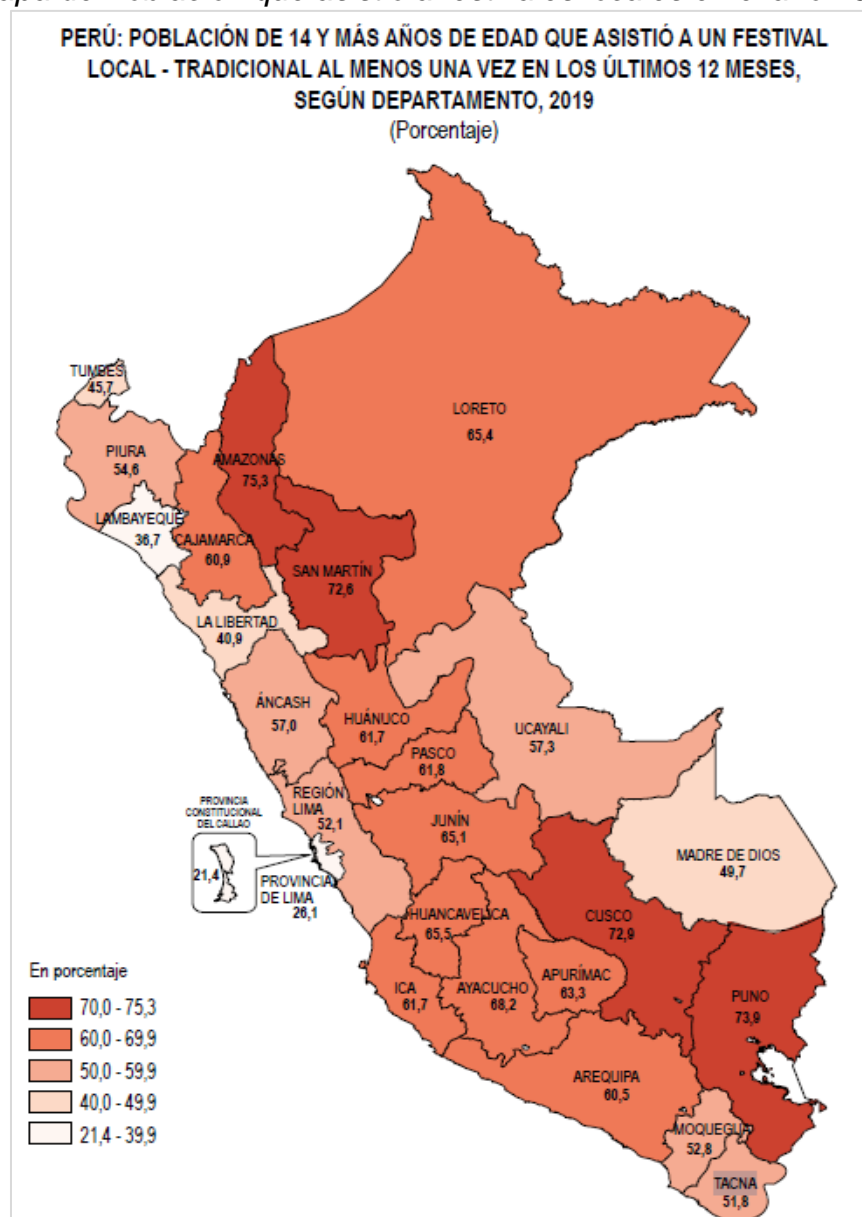 PERÚ: POBLACIÓN DE 14 Y MÁS AÑOS DE EDAD QUE ASISTIÓ A UN FESTIVAL
LOCAL - TRADICIONAL AL MENOS UNA VEZ EN LOS ÚLTIMOS 12 MESES,
SEGÚN DEPARTAMENTO, 2019
(Porcentaje)
TUMBES
45,7
PIURA
54,6
LAMBAYEQUE
36,7
CAJAMARCA
60,9
AMAZONAS
75,3
LORETO
65,4
SAN MARTÍN
72,6
LA LIBERTAD
40,9
ÁNCASH
57,0
HUÁNUCO
61,7
UCAYALI
57,3
PASCO
61,8
REGIÓN
LIMA
52,1
PROVINCIA
CONSTITUCIONAL
DEL CALLAO
21,4
PROVINCIA
DE LIMA
26,1
JUNÍN
65,1
MADRE DE DIOS
49,7
HUANCAVELICA
65,5
CUSCO
72,9
ICA
61,7
AYACUCHO
68,2
APURÍMAC
63,3
PUNO
73,9
AREQUIPA
60,5
MOQUEGUA
52,8
TACNA
51,8
En porcentaje
70,0 - 75,3
60,0 - 69,9
50,0 - 59,9
40,0 - 49,9
21,4 - 39,9